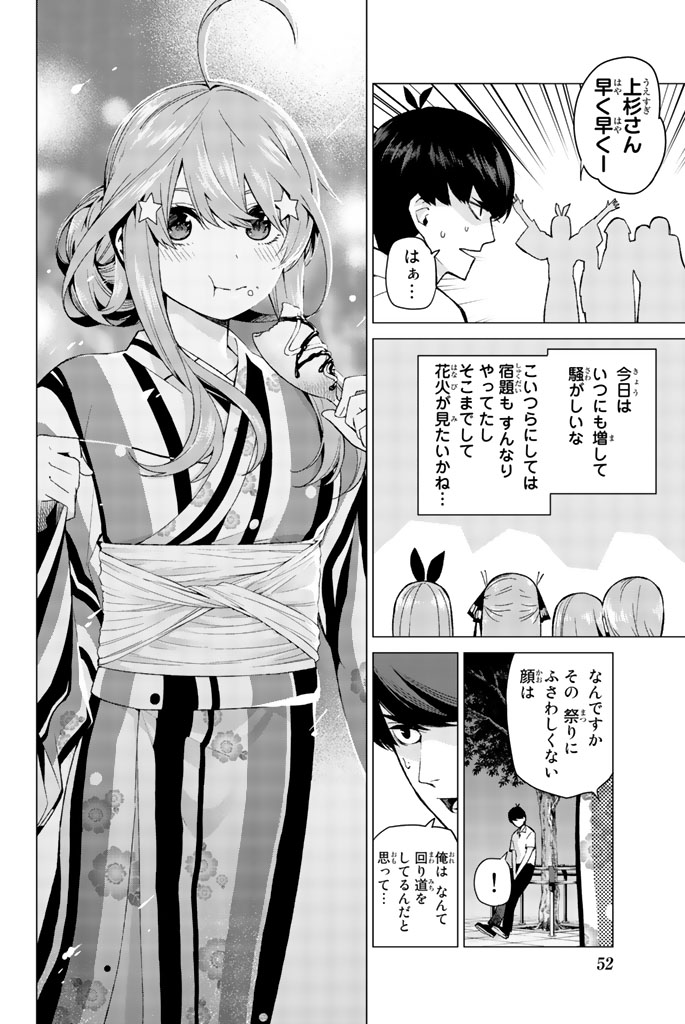 上杉さん
早く早くー
はぁ…
今日は
いつにも増して
騒がしいな
こいつらにしては
宿題も すんなり
やってたし
そこまでして
花火が見たいかね…
なんですか
その 祭りに
ふさわしくない
顔は
！
俺は なんて
回り道を
してるんだと
思って…
52